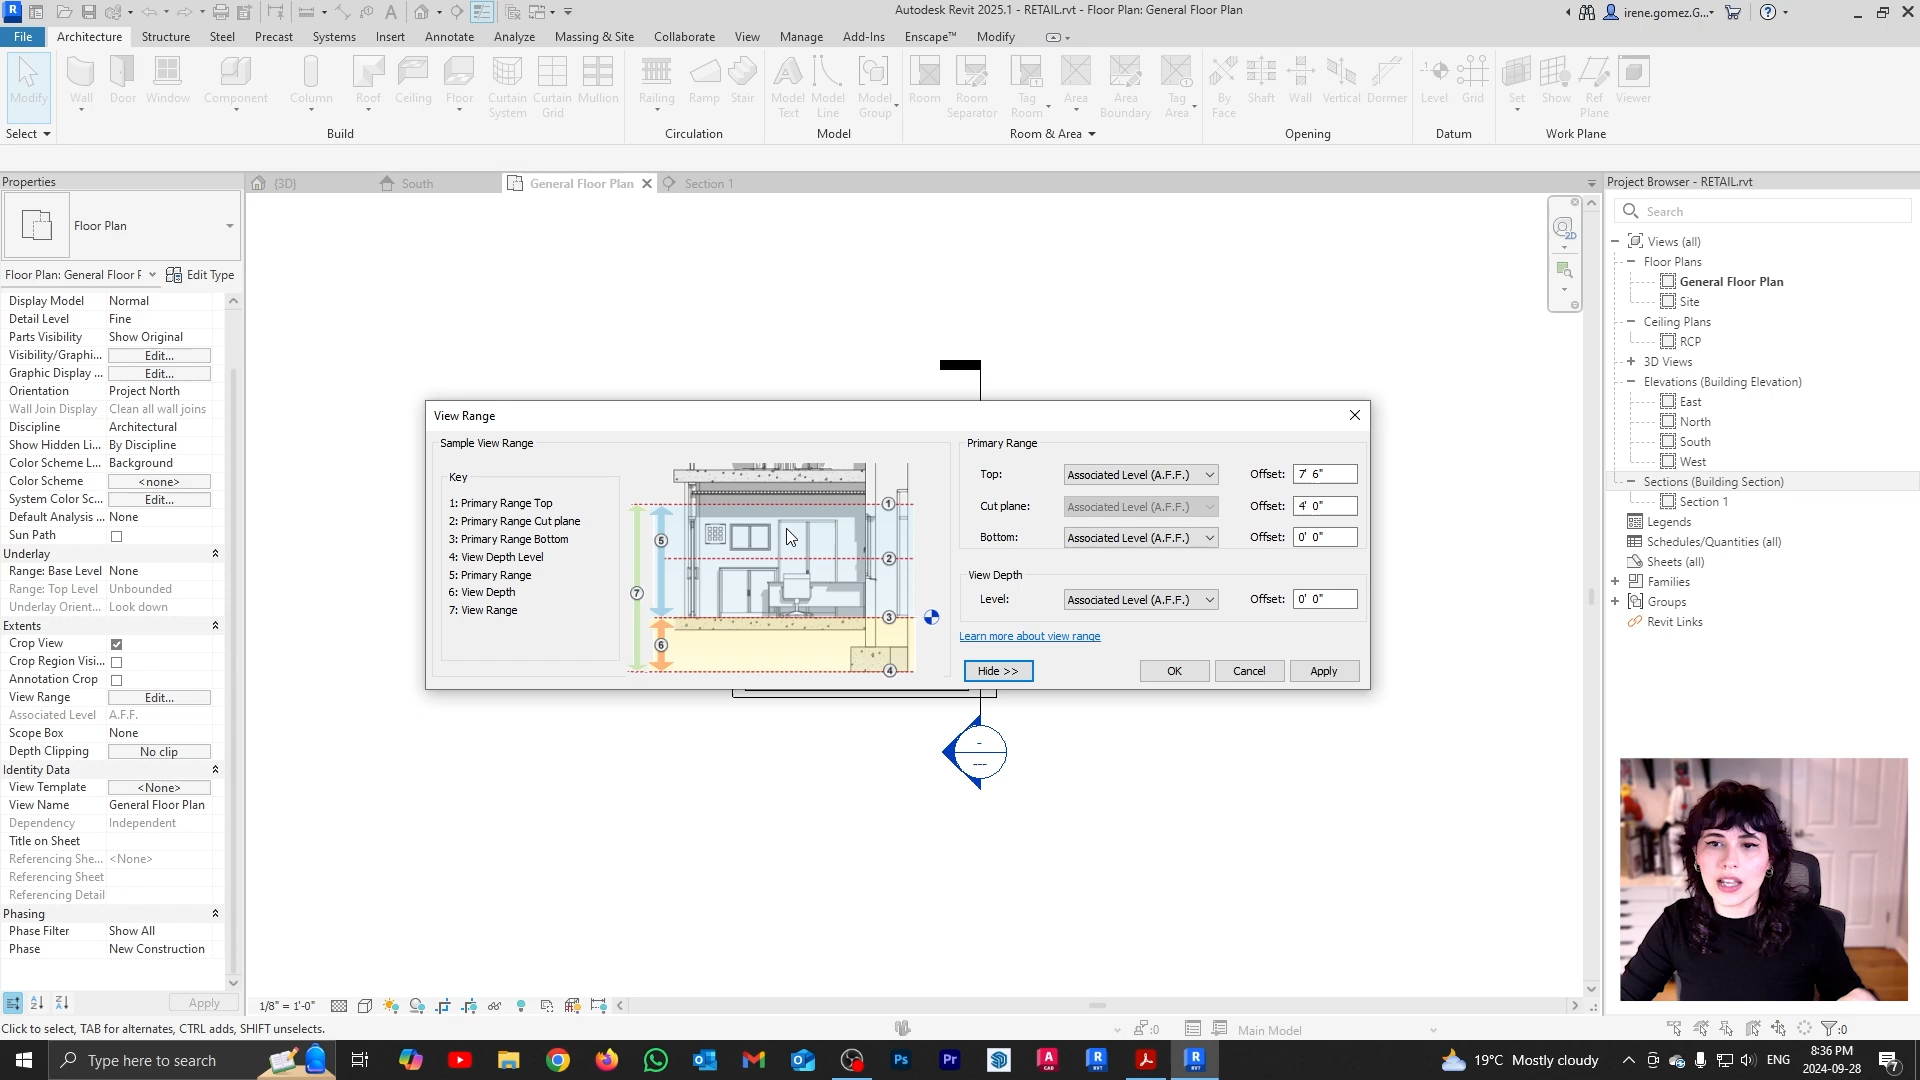 Autodesk Revit 2025.1 - RETAIL.rvt - Floor Plan: General Floor Plan
irene.gomez.G...
File Architecture Structure Steel Precast Systems Insert Annotate Analyze Massing & Site Collaborate View Manage Add-Ins Enscape™ Modify
Modify Wall Door Window Component Column Roof Ceiling Floor Curtain System Curtain Grid Mullion Railing Ramp Stair Model Text Model Line Model Group Room Room Separator Tag Room Area Area Boundary Tag Area By Face Shaft Wall Vertical Dormer Level Grid Set Show Ref Plane Viewer
Select Build Circulation Model Room & Area Opening Datum Work Plane
Properties
{3D} South General Floor Plan Section 1
Floor Plan
Floor Plan: General Floor F Edit Type
Display Model Normal
Detail Level Fine
Parts Visibility Show Original
Visibility/Graphi... Edit...
Graphic Display ... Edit...
Orientation Project North
Wall Join Display Clean all wall joins
Discipline Architectural
Show Hidden Li... By Discipline
Color Scheme L... Background
Color Scheme <none>
System Color Sc... Edit...
Default Analysis ... None
Sun Path
Underlay
Range: Base Level None
Range: Top Level Unbounded
Underlay Orient... Look down
Extents
Crop View
Crop Region Visi...
Annotation Crop
View Range Edit...
Associated Level A.F.F.
Scope Box None
Depth Clipping No clip
Identity Data
View Template <None>
View Name General Floor Plan
Dependency Independent
Title on Sheet
Referencing She... <None>
Referencing Sheet
Referencing Detail
Phasing
Phase Filter Show All
Phase New Construction
Apply
View Range
Sample View Range
Key
1: Primary Range Top
2: Primary Range Cut plane
3: Primary Range Bottom
4: View Depth Level
5: Primary Range
6: View Depth
7: View Range
1
5
2
7
3
6
4
Primary Range
Top: Associated Level (A.F.F.) Offset: 7' 6"
Cut plane: Associated Level (A.F.F.) Offset: 4' 0"
Bottom: Associated Level (A.F.F.) Offset: 0' 0"
View Depth
Level: Associated Level (A.F.F.) Offset: 0' 0"
Learn more about view range
Hide >> OK Cancel Apply
-
---
2D
Project Browser - RETAIL.rvt
Search
Views (all)
Floor Plans
General Floor Plan
Site
Ceiling Plans
RCP
3D Views
Elevations (Building Elevation)
East
North
South
West
Sections (Building Section)
Section 1
Legends
Schedules/Quantities (all)
Sheets (all)
Families
Groups
Revit Links
1/8" = 1'-0"
Click to select, TAB for alternates, CTRL adds, SHIFT unselects.
:0
Main Model
:0
Type here to search
19°C Mostly cloudy
ENG
8:36 PM
2024-09-28
7